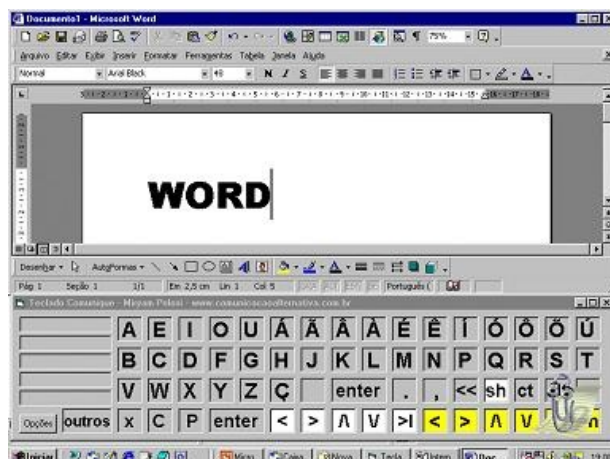 Documento1 - Microsoft Word
75%
Arquivo Editar Exibir Inserir Formatar Ferramentas Tabela Janela Ajuda
Normal Arial Black 48 N I S
WORD
Desenhar AutoFormas
Pág 1 Seção 1 1/1 Em 2,5 cm Lin 1 Col 5 Português (
Teclado Comunique - Miryam Pelosi - www.comunicacaoalternativa.com.br
A E I O U Á Ã Â À É Ê Í Ó Ô Õ Ú
B C D F G H J K L M N P Q R S T
V W X Y Z Ç enter . , << sh ct
Opções outros x C P enter < > /\ \/ >| < > /\ \/
Iniciar